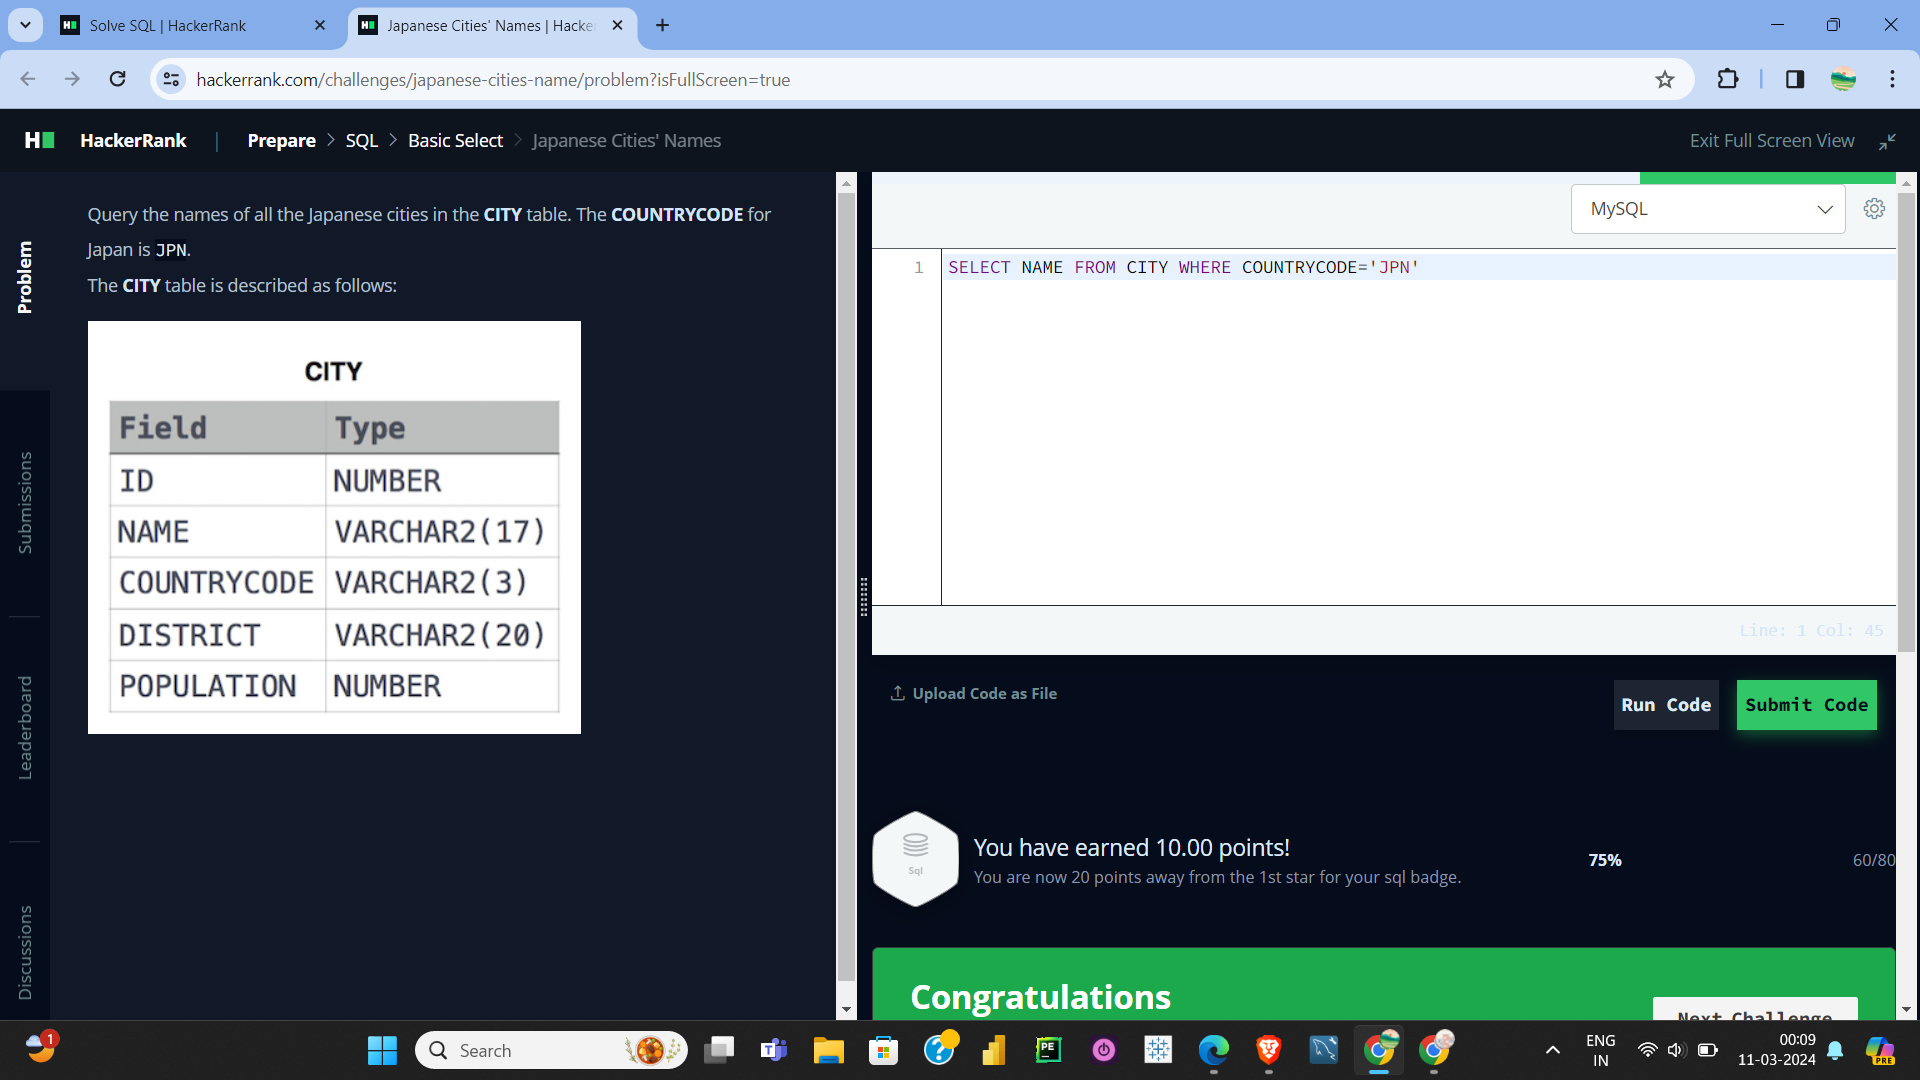 Solve SQL | HackerRank
Japanese Cities' Names | Hacke
hackerrank.com/challenges/japanese-cities-name/problem?isFullScreen=true
H
HackerRank
Prepare > SQL > Basic Select > Japanese Cities' Names
Exit Full Screen View
Problem
Submissions
Leaderboard
Discussions
Query the names of all the Japanese cities in the CITY table. The COUNTRYCODE for
Japan is JPN.
The CITY table is described as follows:
CITY
Field Type
ID NUMBER
NAME VARCHAR2(17)
COUNTRYCODE VARCHAR2(3)
DISTRICT VARCHAR2(20)
POPULATION NUMBER
MySQL
1 SELECT NAME FROM CITY WHERE COUNTRYCODE='JPN'
Line: 1 Col: 45
Upload Code as File
Run Code
Submit Code
Sql
You have earned 10.00 points!
You are now 20 points away from the 1st star for your sql badge.
75%
60/80
Congratulations
Next Challenge
1
Search
PE
ENG
IN
00:09
11-03-2024
PRE